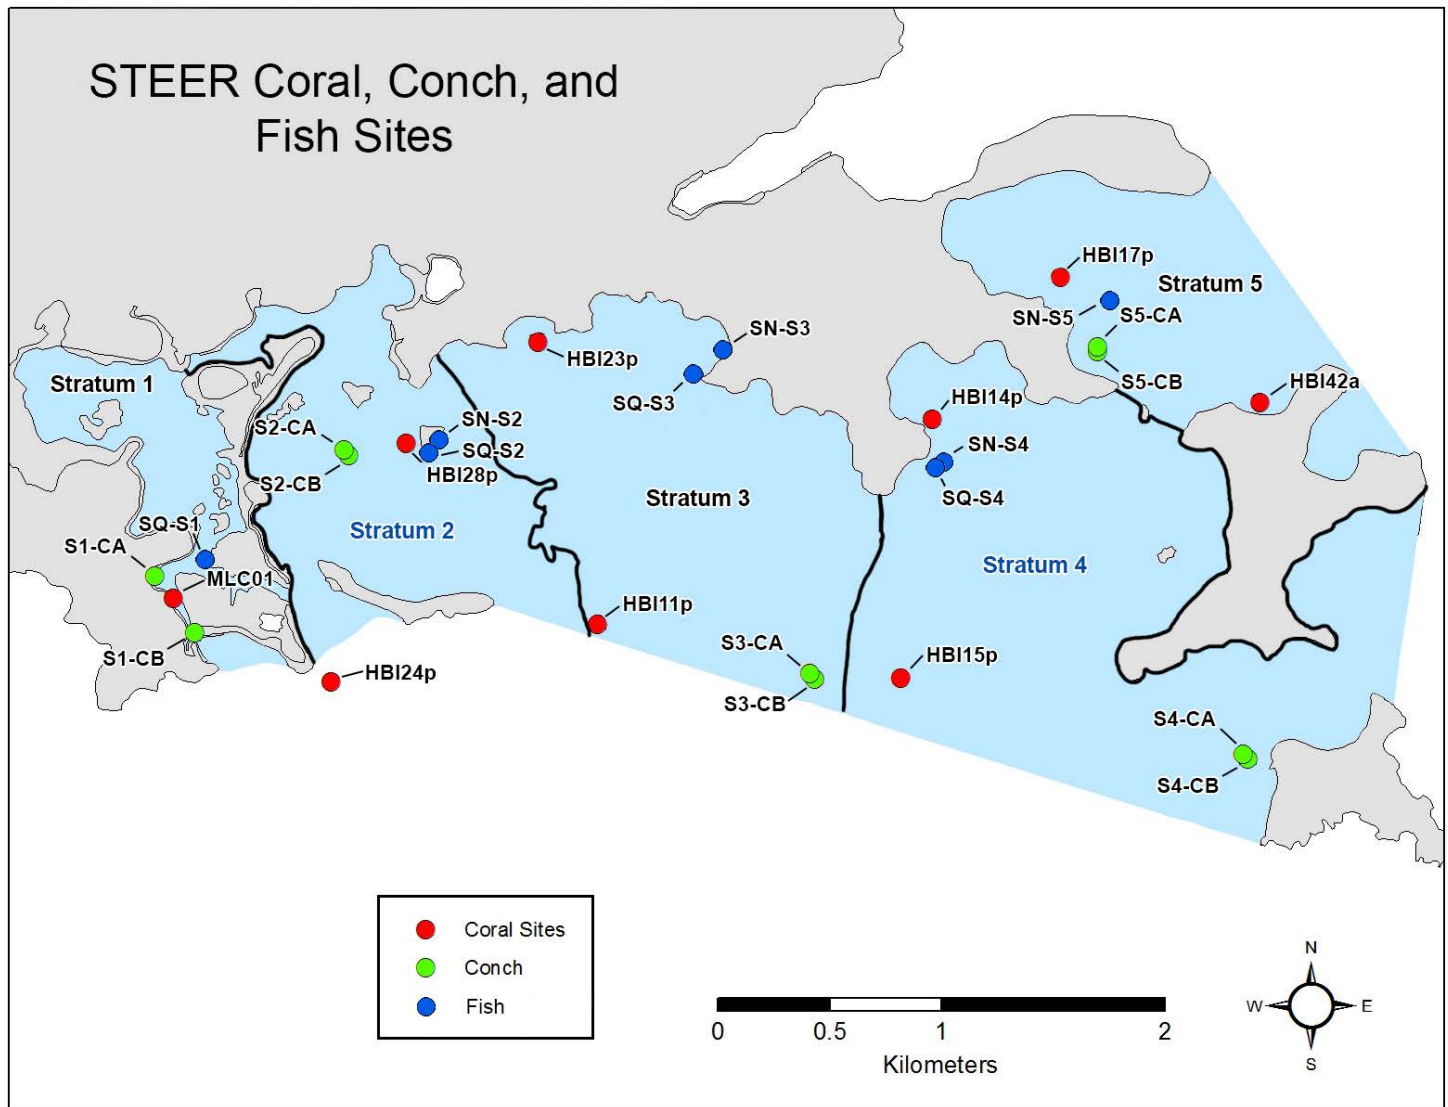 STEER Coral, Conch, and
Fish Sites
HBI17p
Stratum 5
SN-S5
S5-CA
SN-S3
HBI23p
Stratum 1
S5-CB
HBI42a
SQ-S3
HBI14p
S2-CA
SN-S2
SQ-S2
SN-S4
HBI28p
S2-CB
SQ-S4
Stratum 3
SQ-S1
Stratum 2
S1-CA
Stratum 4
MLC01
HBI11p
S3-CA
S1-CB
HBI15p
HBI24p
S3-CB
S4-CA
S4-CB
Coral Sites
Conch
Fish
0 0.5 1 2
Kilometers
N
W E
S